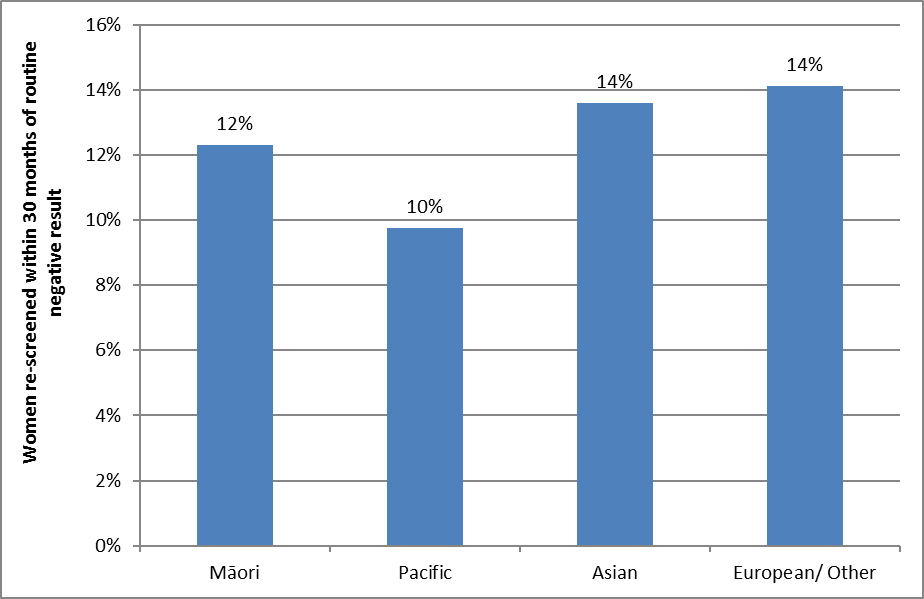 Women re-screened within 30 months of routine
negative result
16%
14%
12%
10%
8%
6%
4%
2%
0%
12%
10%
14%
14%
Māori
Pacific
Asian
European/ Other